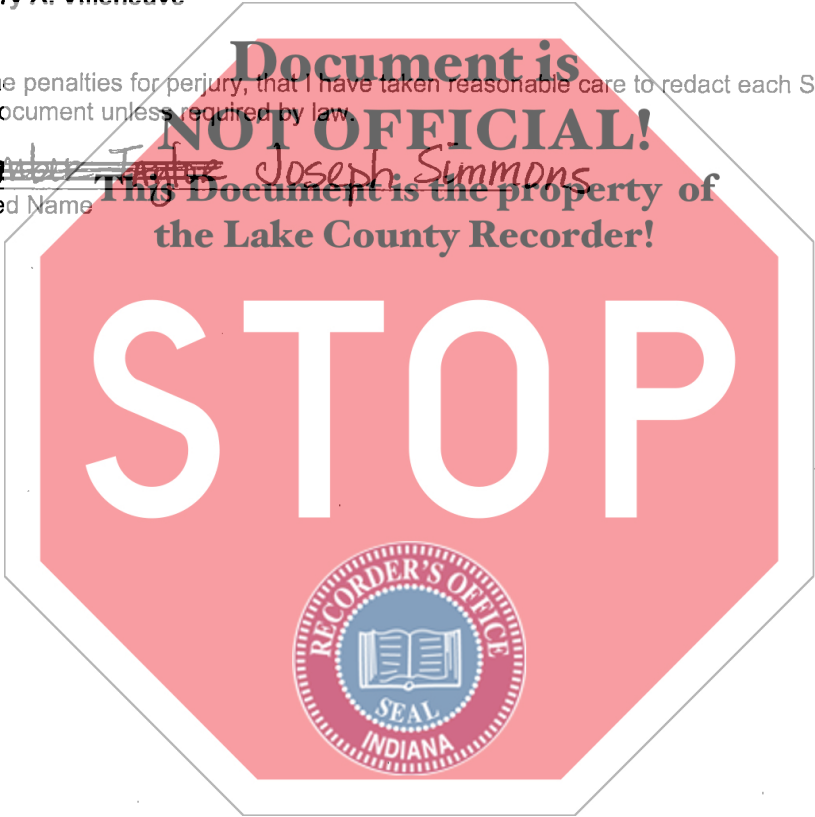 A. Villeneuve
Document is
e penalties for perjury, that I have taken reasonable care to redact each S
ocument unless required by law.
NOT OFFICIAL!
Joseph Simmons
This Document is the property of
ed Name
the Lake County Recorder!
STOP
RECORDER'S OFFICE
SEAL
INDIANA